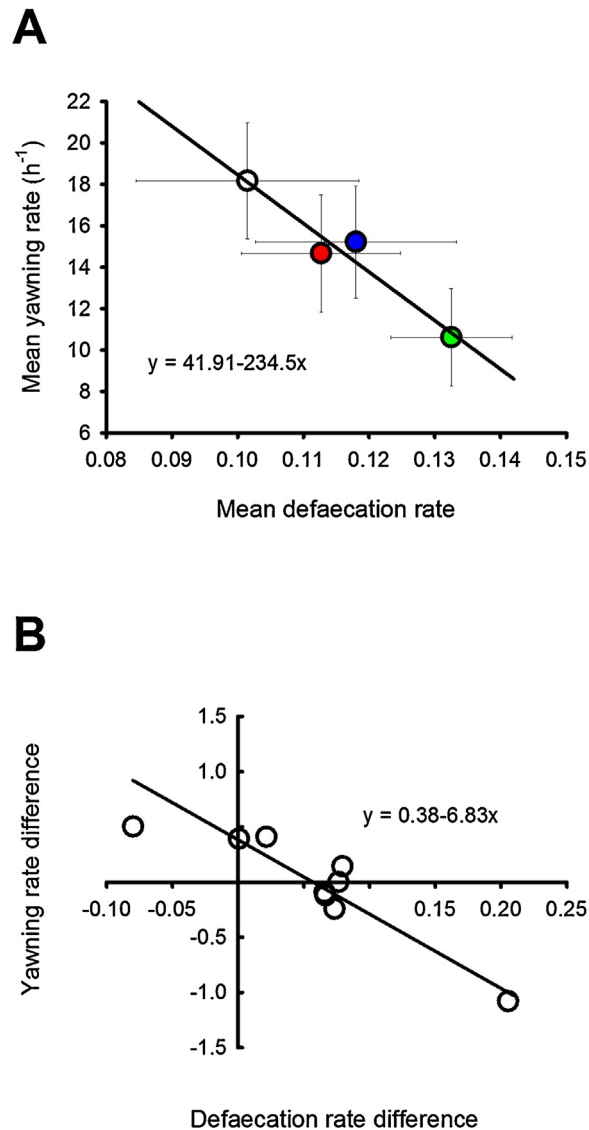 A
Mean yawning rate (h-1)
22
20
18
16
14
12
10
8
6
y = 41.91-234.5x
0.08 0.09 0.10 0.11 0.12 0.13 0.14 0.15
Mean defaecation rate
B
Yawning rate difference
1.5
1.0
y = 0.38-6.83x
-0.10 -0.05 0.15 0.20 0.25
-0.5
-1.0
-1.5
Defaecation rate difference